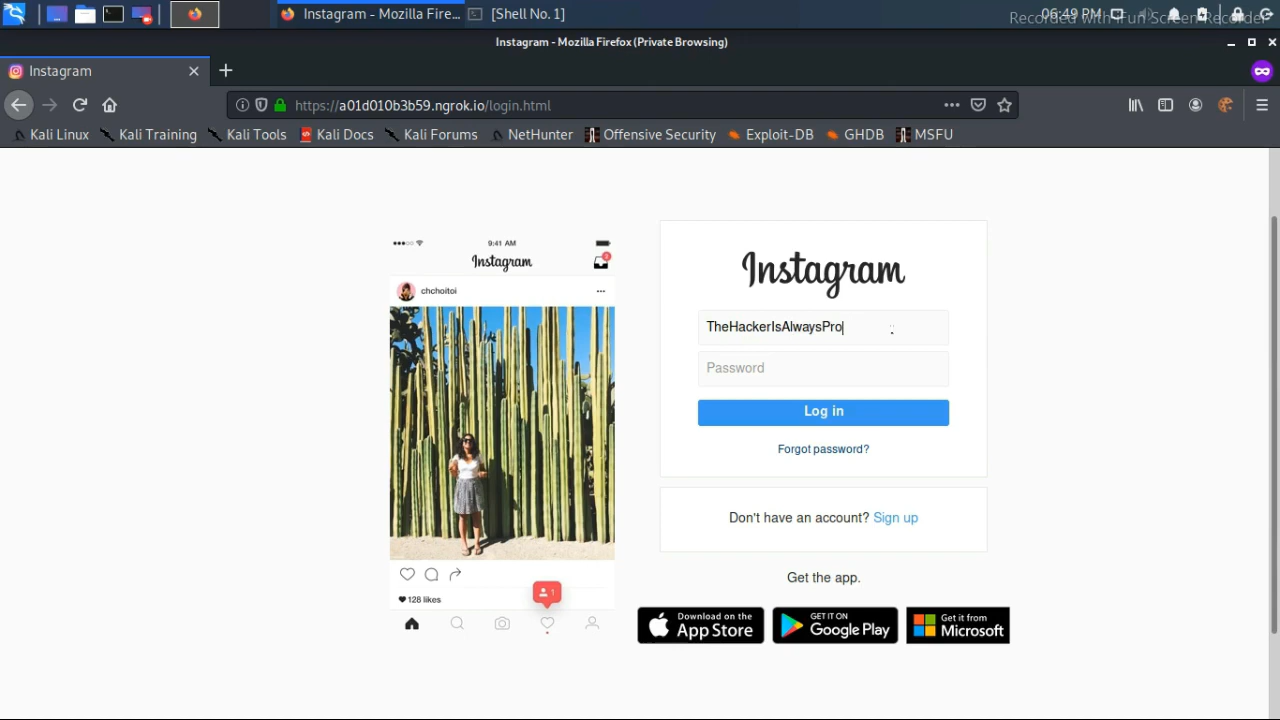 Instagram - Mozilla Fire...
[Shell No. 1]
06:49 PM
Recorded with iFun Screen Recorder
Instagram - Mozilla Firefox (Private Browsing)
Instagram
https://a01d010b3b59.ngrok.io/login.html
Kali Linux
Kali Training
Kali Tools
Kali Docs
Kali Forums
NetHunter
Offensive Security
Exploit-DB
GHDB
MSFU
9:41 AM
Instagram
chchoitoi
128 likes
1
Instagram
TheHackerIsAlwaysPro
Password
Log in
Forgot password?
Don't have an account? Sign up
Get the app.
Download on the
App Store
GET IT ON
Google Play
Get it from
Microsoft